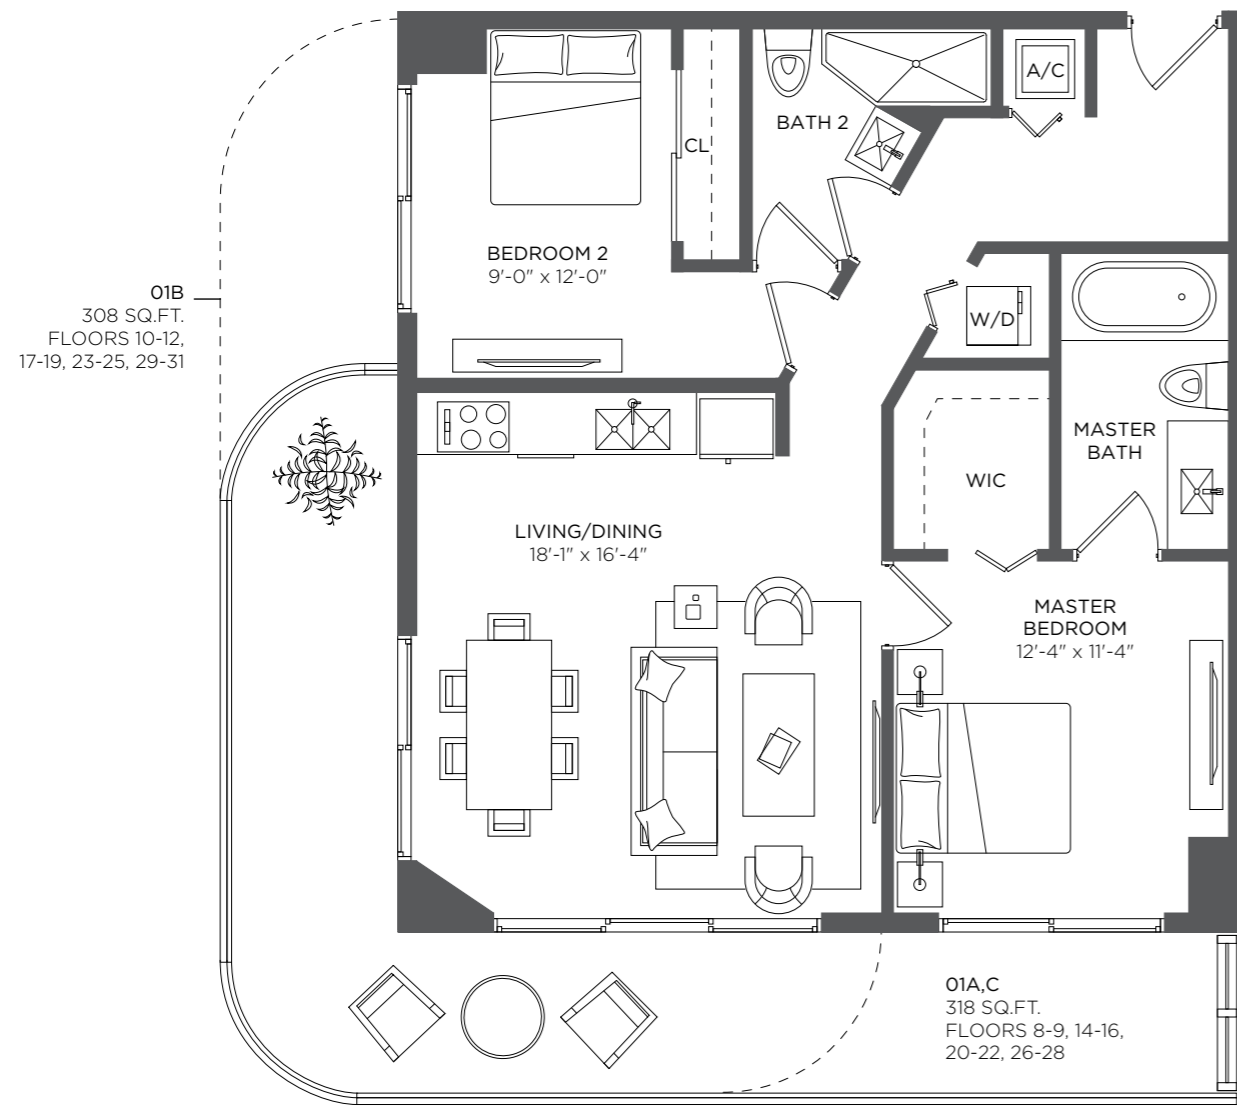 A/C
BATH 2
CL
BEDROOM 2
9'-0" x 12'-0"
01B
308 SQ.FT.
FLOORS 10-12,
17-19, 23-25, 29-31
W/D
MASTER
BATH
WIC
LIVING/DINING
18'-1" x 16'-4"
MASTER
BEDROOM
12'-4" x 11'-4"
01A,C
318 SQ.FT.
FLOORS 8-9, 14-16,
20-22, 26-28